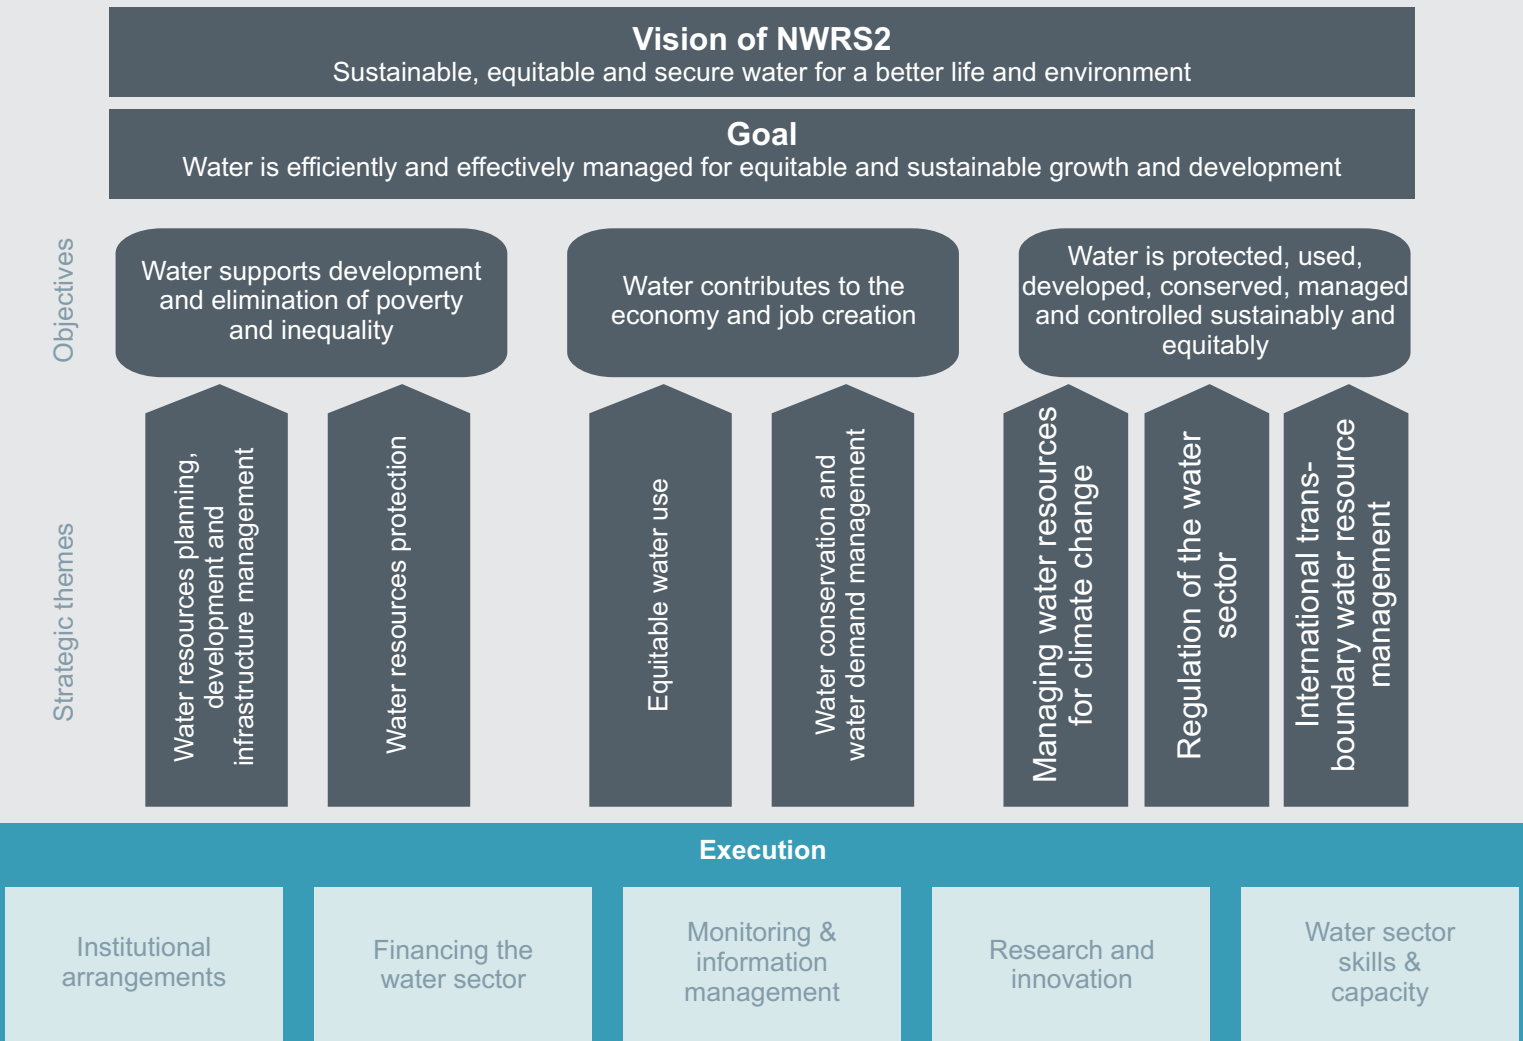 Vision of NWRS2
Sustainable, equitable and secure water for a better life and environment
Goal
Water is efficiently and effectively managed for equitable and sustainable growth and development
Objectives
Water supports development
and elimination of poverty
and inequality
Water contributes to the
economy and job creation
Water is protected, used,
developed, conserved, managed
and controlled sustainably and
equitably
Strategic themes
Water resources planning,
development and
infrastructure management
Water resources protection
Equitable water use
Water conservation and
water demand management
Managing water resources
for climate change
Regulation of the water
sector
International trans-
boundary water resource
management
Execution
Institutional
arrangements
Financing the
water sector
Monitoring &
information
management
Research and
innovation
Water sector
skills &
capacity